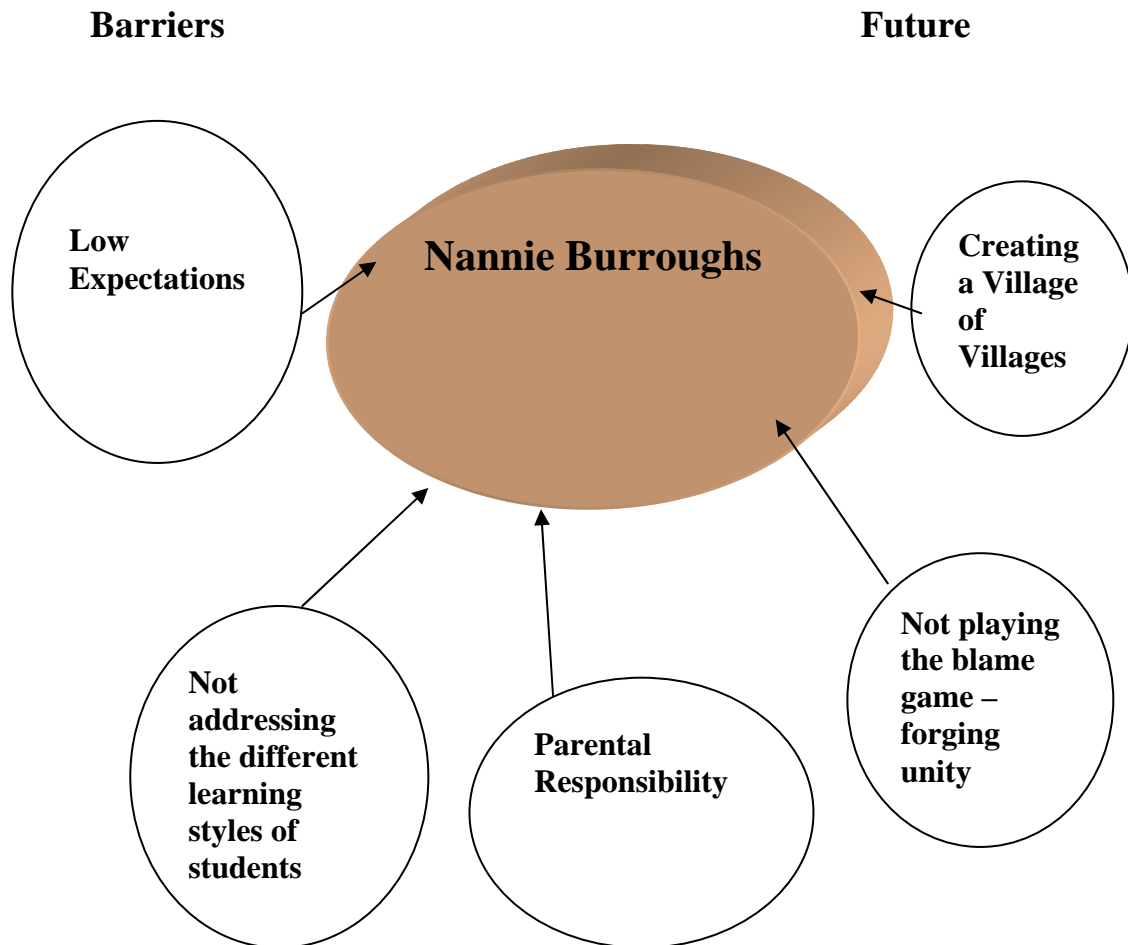 Barriers
Future
Low
Expectations
Nannie Burroughs
Creating
a Village
of
Villages
Not
addressing
the different
learning
styles of
students
Parental
Responsibility
Not playing
the blame
game –
forging
unity